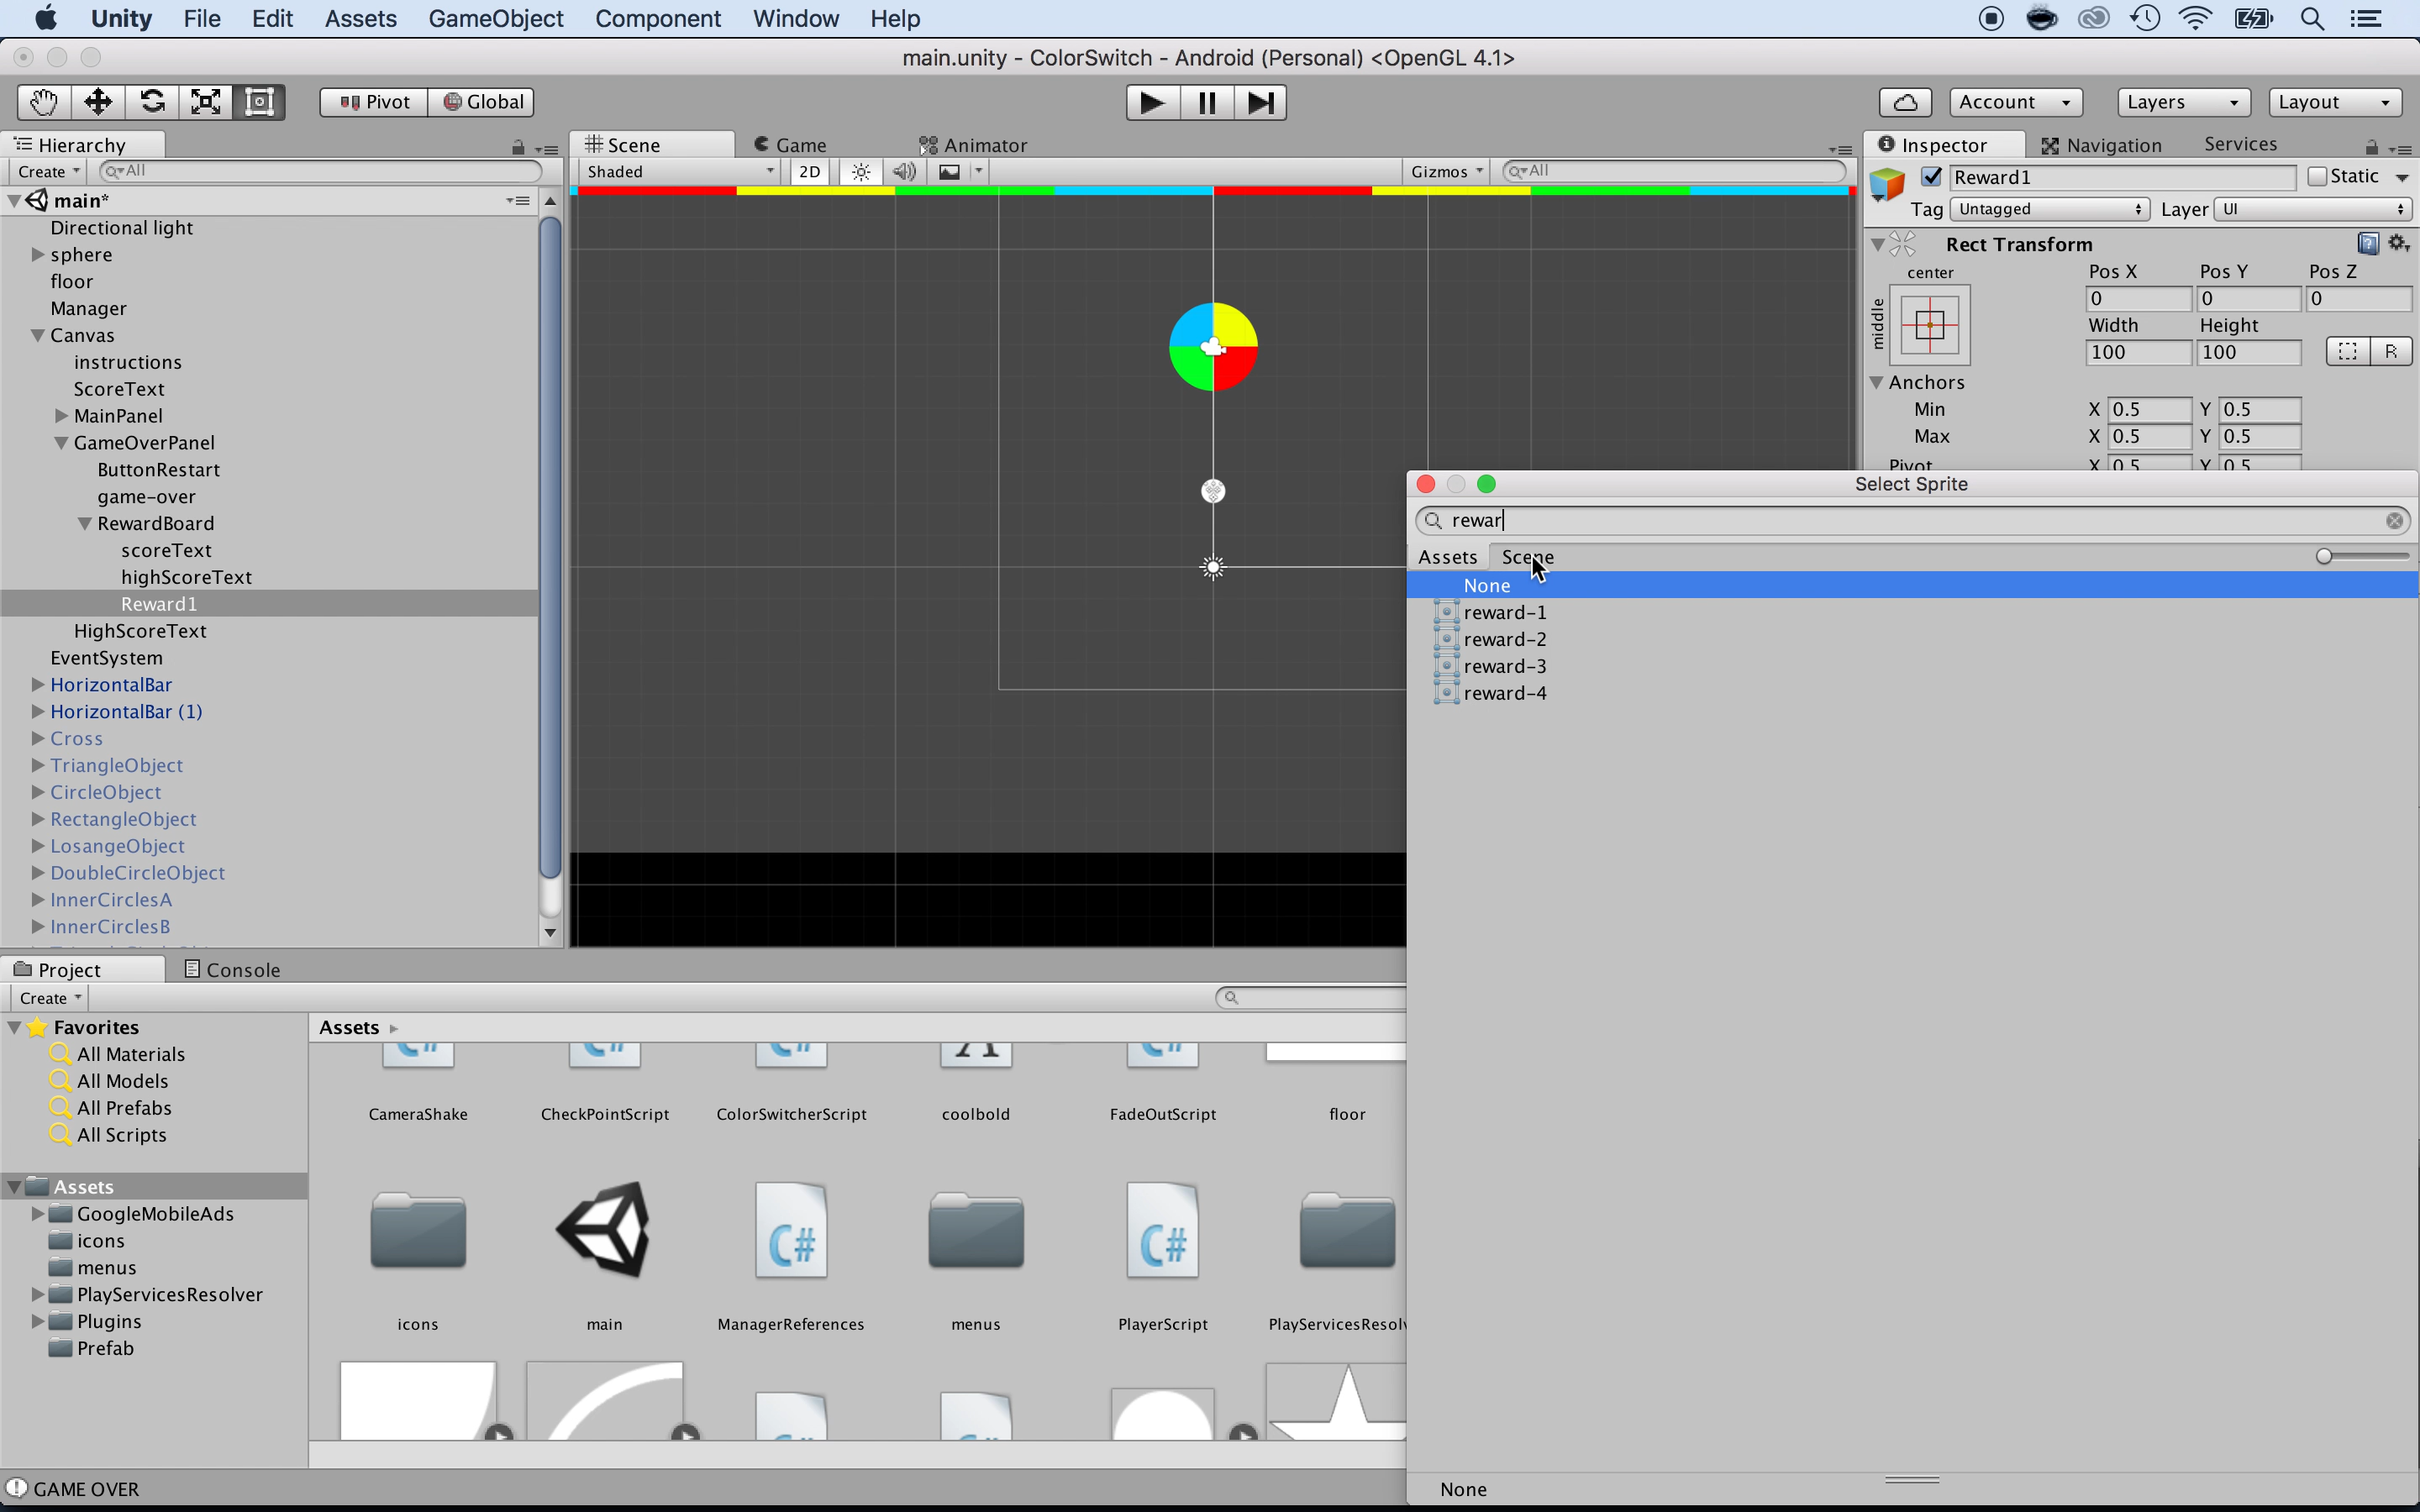 Unity File Edit Assets GameObject Component Window Help
main.unity - ColorSwitch - Android (Personal) <OpenGL 4.1>
Pivot Global
Account Layers Layout
Hierarchy
Create All
main*
Directional light
sphere
floor
Manager
Canvas
instructions
ScoreText
MainPanel
GameOverPanel
ButtonRestart
game-over
RewardBoard
scoreText
highScoreText
Reward1
HighScoreText
EventSystem
HorizontalBar
HorizontalBar (1)
Cross
TriangleObject
CircleObject
RectangleObject
LosangeObject
DoubleCircleObject
InnerCirclesA
InnerCirclesB
Scene Game Animator
Shaded 2D Gizmos All
Inspector Navigation Services
Reward1 Static
Tag Untagged Layer UI
Rect Transform
center Pos X Pos Y Pos Z
middle
0 0 0
Width Height
100 100 R
Anchors
Min X 0.5 Y 0.5
Max X 0.5 Y 0.5
Pivot X 0.5 Y 0.5
Select Sprite
rewar
Assets Scene
None
reward-1
reward-2
reward-3
reward-4
None
Project Console
Create
Favorites
All Materials
All Models
All Prefabs
All Scripts
Assets
GoogleMobileAds
icons
menus
PlayServicesResolver
Plugins
Prefab
Assets
CameraShake CheckPointScript ColorSwitcherScript coolbold FadeOutScript floor
C# C#
icons main ManagerReferences menus PlayerScript PlayServicesResolv
GAME OVER